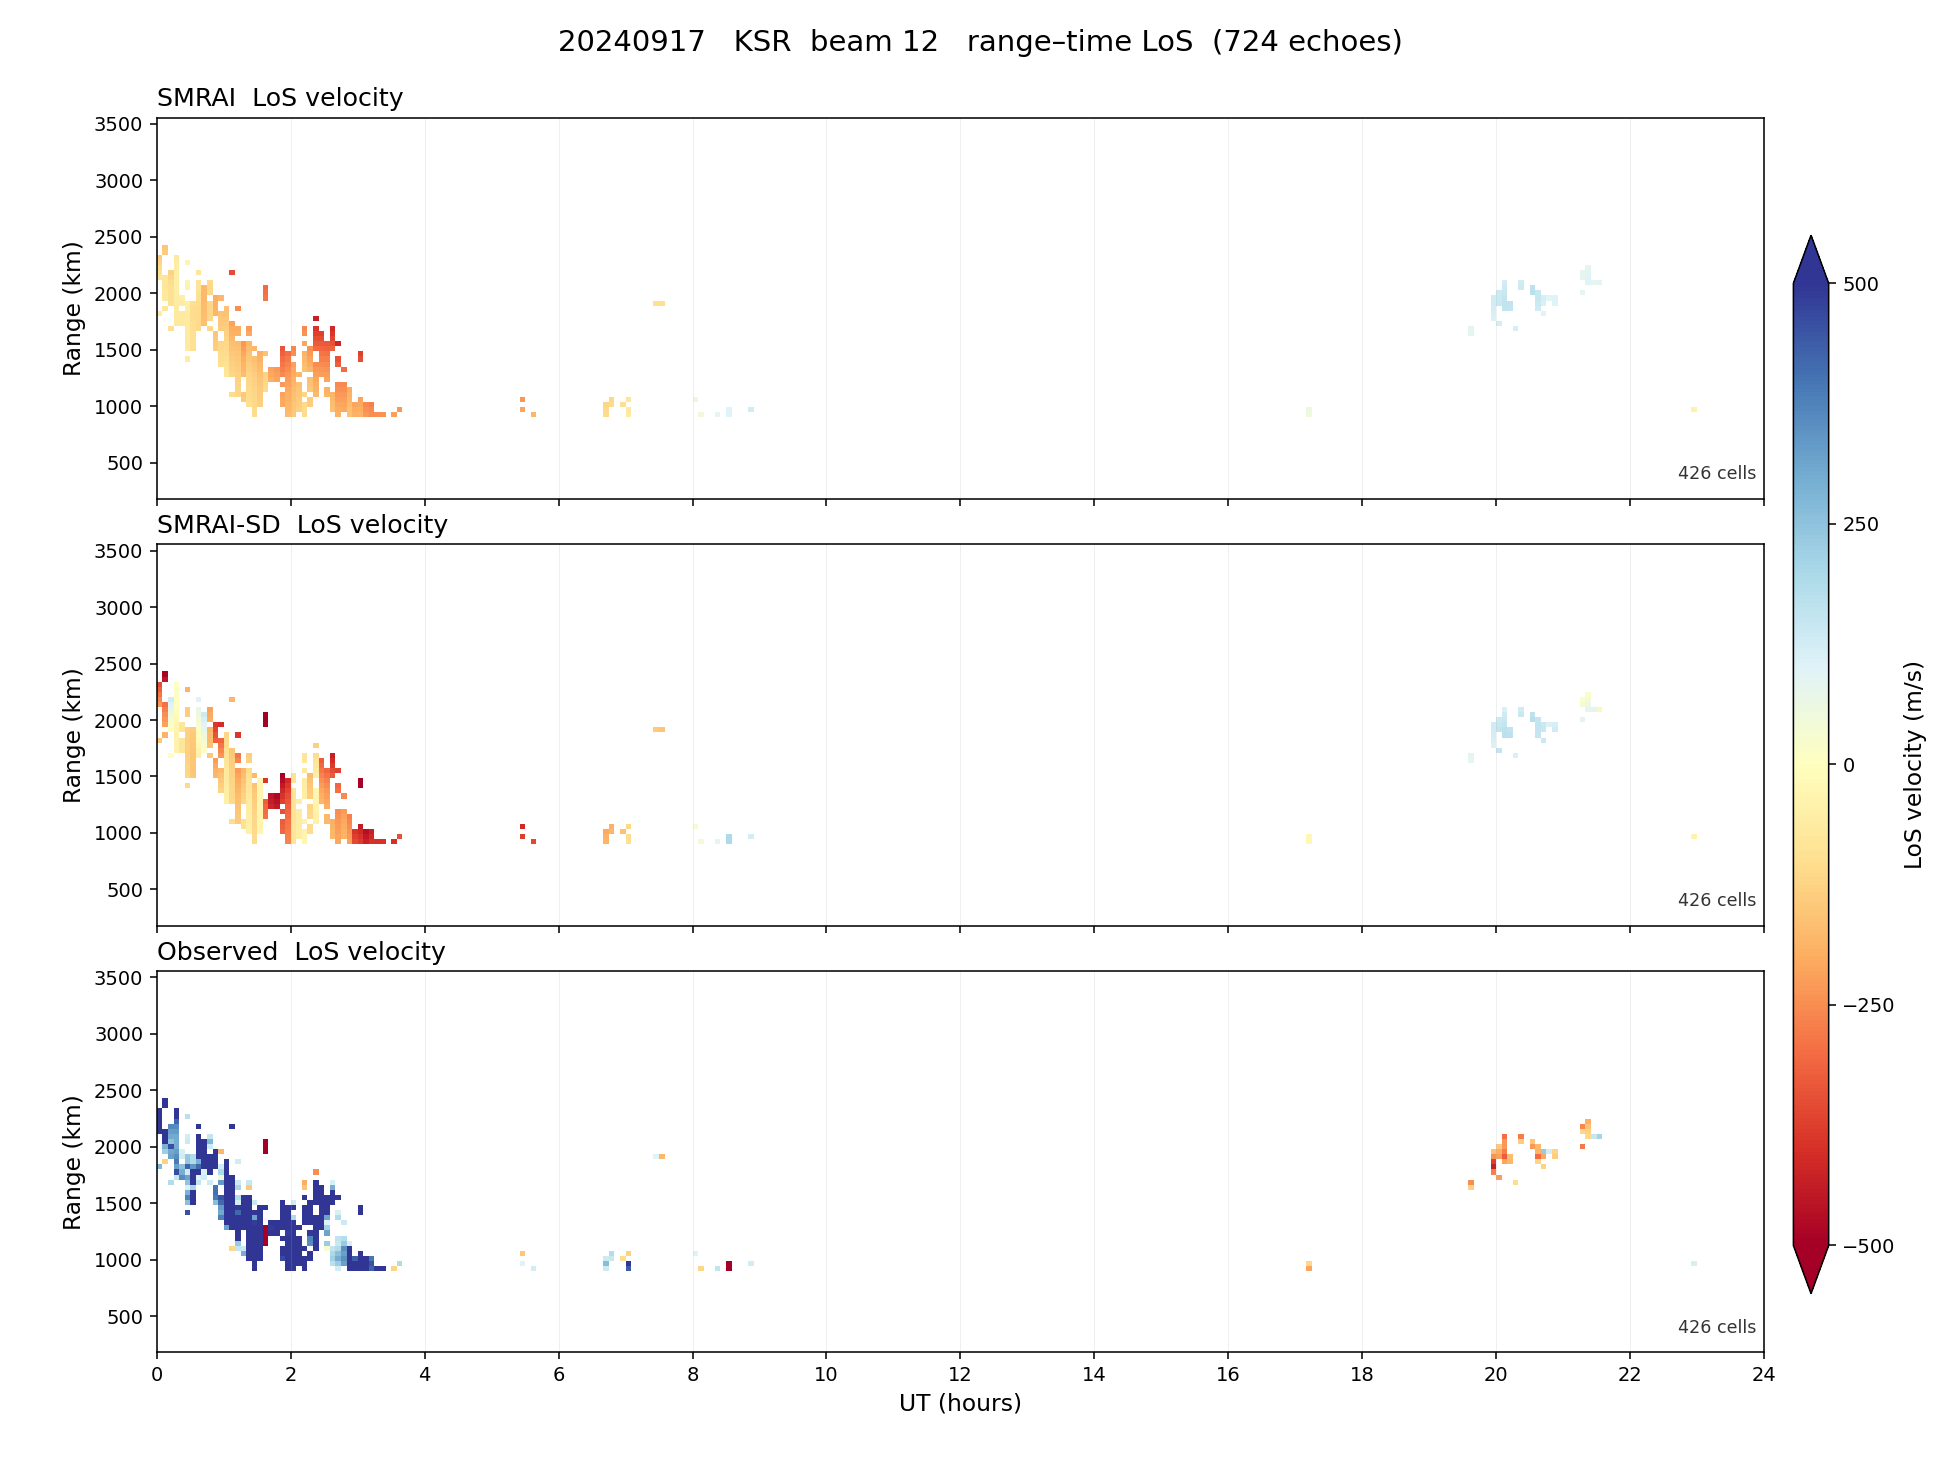 20240917   KSR  beam 12   range–time LoS  (724 echoes)
SMRAI  LoS velocity
3500
3000
2500
2000
1500
1000
500
Range (km)
426 cells
SMRAI-SD  LoS velocity
3500
3000
2500
2000
1500
1000
500
Range (km)
426 cells
Observed  LoS velocity
3500
3000
2500
2000
1500
1000
500
Range (km)
426 cells
0 2 4 6 8 10 12 14 16 18 20 22 24
UT (hours)
500
250
0
−250
−500
LoS velocity (m/s)